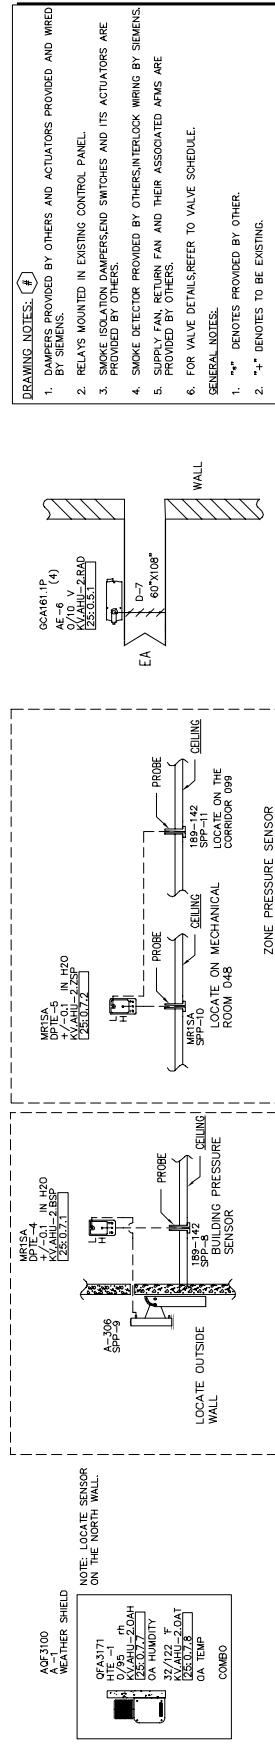 AQF3100
A -1
WEATHER SHIELD
QFA3171
HTE -1
0/95 rh
KV.AHU-2.OAH
25: 0.7.7
OA HUMIDITY
32/122 °F
KV.AHU-2.OAT
25: 0.7.8
OA TEMP
COMBO
NOTE: LOCATE SENSOR
ON THE NORTH WALL.
MR1SA
DPTE-4
+/-0.1 IN H2O
KV.AHU-2.BSP
25: 0.7.1
L
H
A-306
SPP-9
PROBE
CEILING
189-142
SPP-8
BUILDING PRESSURE
SENSOR
LOCATE OUTSIDE
WALL
MR1SA
DPTE-5
+/-0.1 IN H2O
KV.AHU-2.ZSP
25: 0.7.2
L
H
PROBE
CEILING
MR1SA
SPP-10
LOCATE ON MECHANICAL
ROOM D48
PROBE
CEILING
189-142
SPP-11
LOCATE ON THE
CORRIDOR 099
ZONE PRESSURE SENSOR
GCA161.1P
(4)
AE-6
0/10 V
KV.AHU-2.RAD
25: 0.5.1
EA
D-7
60"X108"
WALL
DRAWING NOTES: #
1. DAMPERS PROVIDED BY OTHERS AND ACTUATORS PROVIDED AND WIRED
BY SIEMENS.
2. RELAYS MOUNTED IN EXISTING CONTROL PANEL.
3. SMOKE ISOLATION DAMPERS,END SWITCHES AND ITS ACTUATORS ARE
PROVIDED BY OTHERS.
4. SMOKE DETECTOR PROVIDED BY OTHERS,INTERLOCK WIRING BY SIEMENS.
5. SUPPLY FAN, RETURN FAN AND THEIR ASSOCIATED AFMS ARE
PROVIDED BY OTHERS.
6. FOR VALVE DETAILS,REFER TO VALVE SCHEDULE.
GENERAL NOTES:
1. "*" DENOTES PROVIDED BY OTHER.
2. "+" DENOTES TO BE EXISTING.